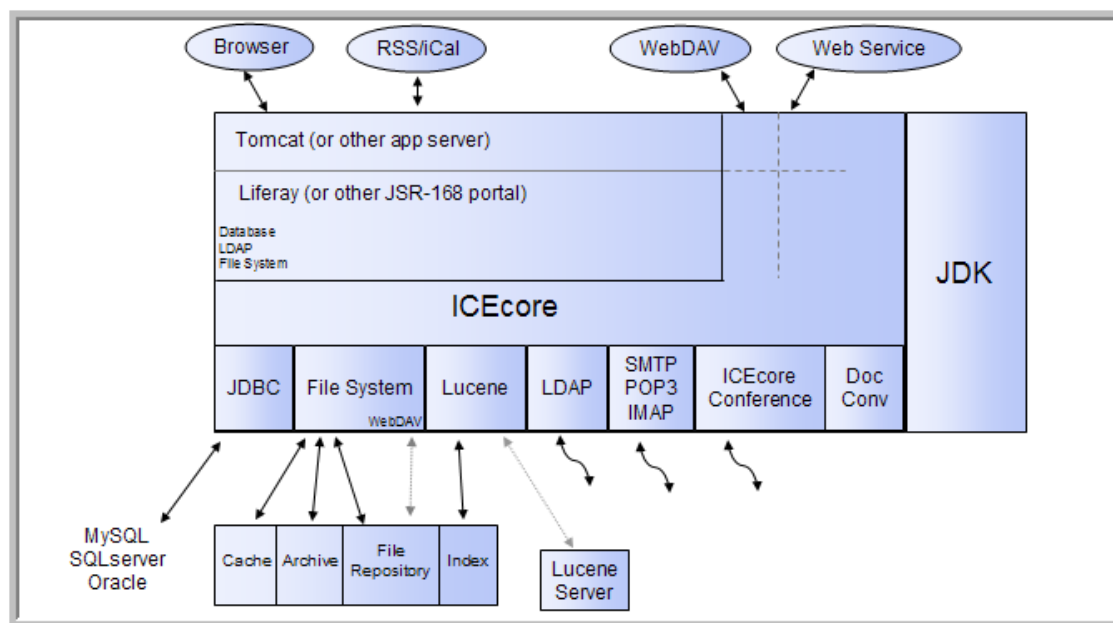 Browser
RSS/iCal
WebDAV
Web Service
Tomcat (or other app server)
Liferay (or other JSR-168 portal)
Database
LDAP
File System
ICEcore
JDK
JDBC
File System
WebDAV
Lucene
LDAP
SMTP
POP3
IMAP
ICEcore
Conference
Doc
Conv
MySQL
SQLserver
Oracle
Cache
Archive
File
Repository
Index
Lucene
Server